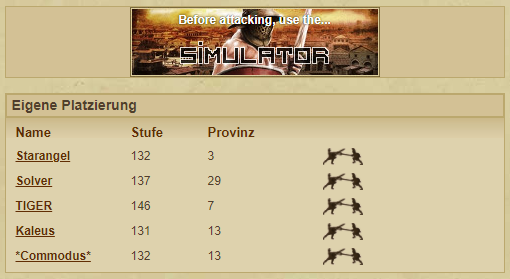 Before attacking, use the...
SIMULATOR
Eigene Platzierung
Name Stufe Provinz
Starangel 132 3
Solver 137 29
TIGER 146 7
Kaleus 131 13
*Commodus* 132 13